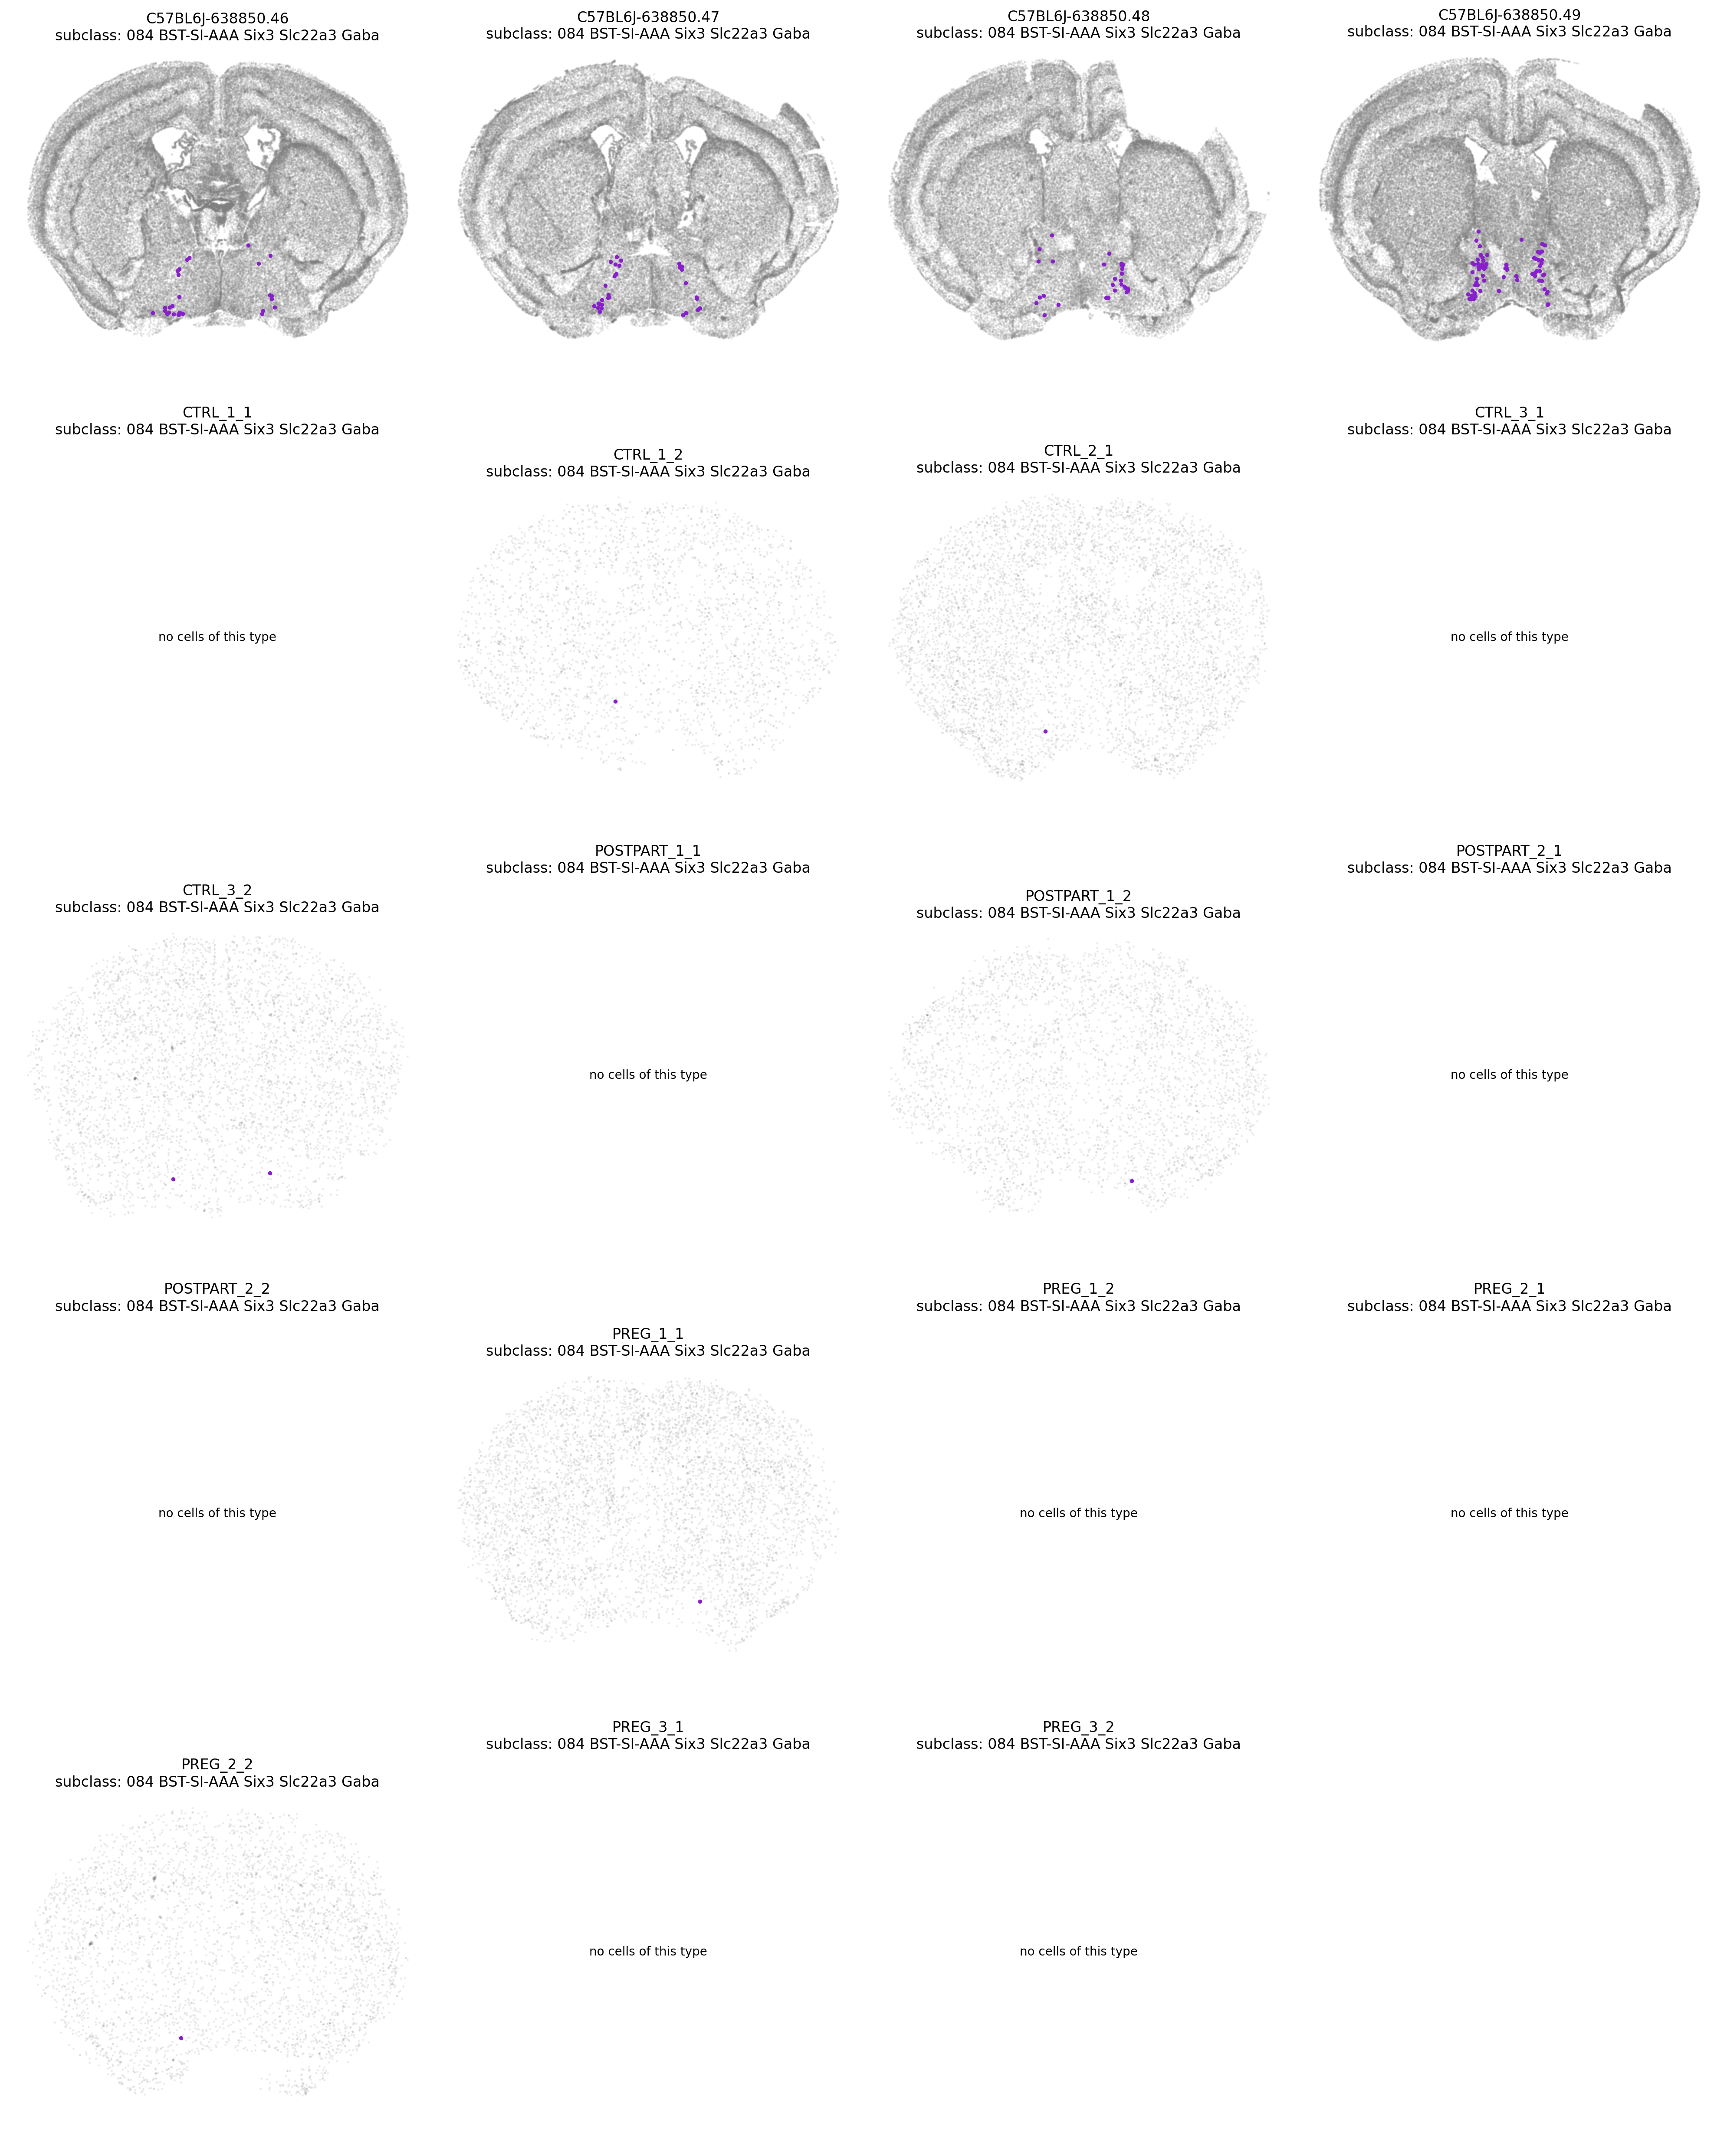 C57BL6J-638850.46
subclass: 084 BST-SI-AAA Six3 Slc22a3 Gaba
C57BL6J-638850.47
subclass: 084 BST-SI-AAA Six3 Slc22a3 Gaba
C57BL6J-638850.48
subclass: 084 BST-SI-AAA Six3 Slc22a3 Gaba
C57BL6J-638850.49
subclass: 084 BST-SI-AAA Six3 Slc22a3 Gaba
CTRL_1_1
subclass: 084 BST-SI-AAA Six3 Slc22a3 Gaba
no cells of this type
CTRL_1_2
subclass: 084 BST-SI-AAA Six3 Slc22a3 Gaba
CTRL_2_1
subclass: 084 BST-SI-AAA Six3 Slc22a3 Gaba
CTRL_3_1
subclass: 084 BST-SI-AAA Six3 Slc22a3 Gaba
no cells of this type
CTRL_3_2
subclass: 084 BST-SI-AAA Six3 Slc22a3 Gaba
POSTPART_1_1
subclass: 084 BST-SI-AAA Six3 Slc22a3 Gaba
no cells of this type
POSTPART_1_2
subclass: 084 BST-SI-AAA Six3 Slc22a3 Gaba
POSTPART_2_1
subclass: 084 BST-SI-AAA Six3 Slc22a3 Gaba
no cells of this type
POSTPART_2_2
subclass: 084 BST-SI-AAA Six3 Slc22a3 Gaba
no cells of this type
PREG_1_1
subclass: 084 BST-SI-AAA Six3 Slc22a3 Gaba
PREG_1_2
subclass: 084 BST-SI-AAA Six3 Slc22a3 Gaba
no cells of this type
PREG_2_1
subclass: 084 BST-SI-AAA Six3 Slc22a3 Gaba
no cells of this type
PREG_2_2
subclass: 084 BST-SI-AAA Six3 Slc22a3 Gaba
PREG_3_1
subclass: 084 BST-SI-AAA Six3 Slc22a3 Gaba
no cells of this type
PREG_3_2
subclass: 084 BST-SI-AAA Six3 Slc22a3 Gaba
no cells of this type